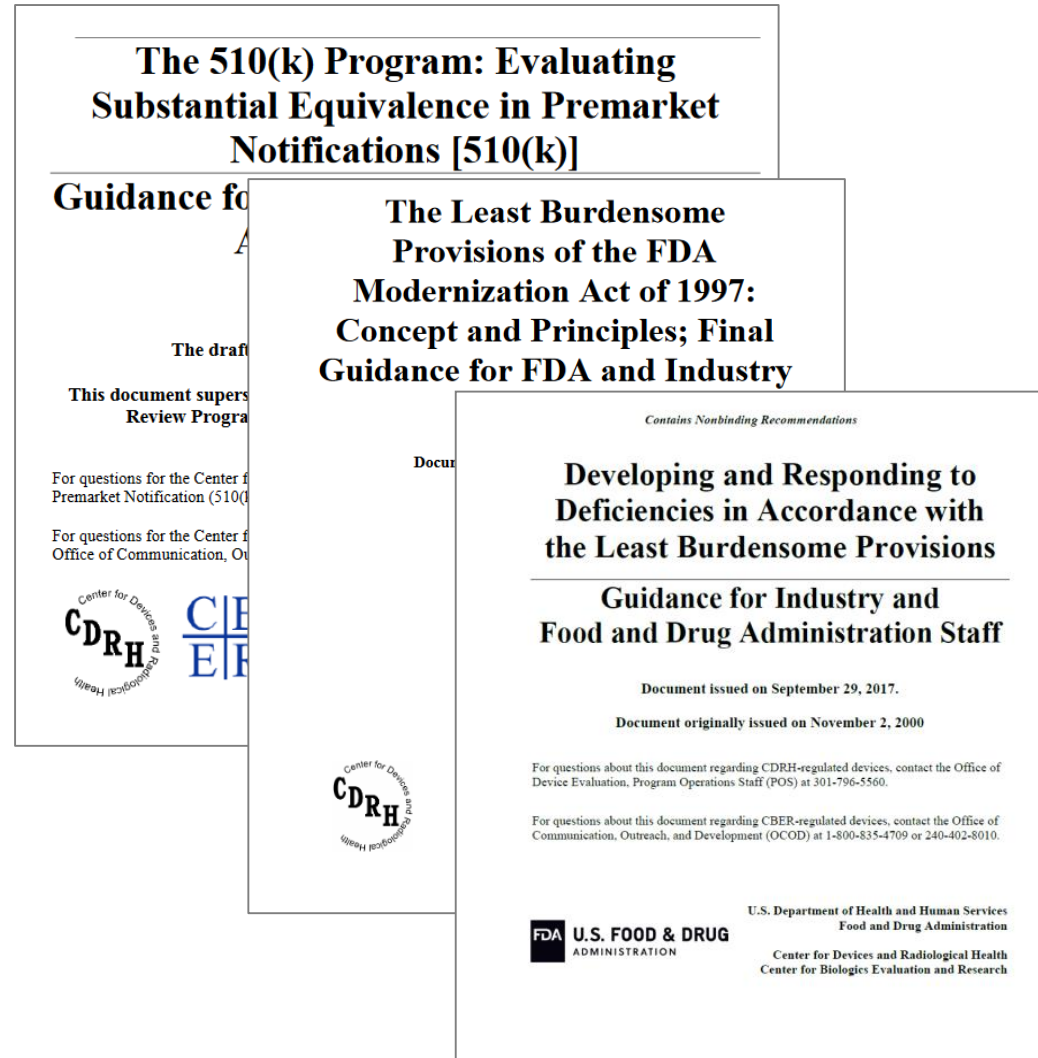 The 510(k) Program: Evaluating
Substantial Equivalence in Premarket
Notifications [510(k)]
Guidance fo
The draft
This document supers
Review Progra
For questions for the Center f
Premarket Notification (510(
For questions for the Center f
Office of Communication, Ou
Center for Devices and Radiological Health
CDRH
CB
ER
The Least Burdensome
Provisions of the FDA
Modernization Act of 1997:
Concept and Principles; Final
Guidance for FDA and Industry
Docum
Center for Devices and Radiological Health
CDRH
Contains Nonbinding Recommendations
Developing and Responding to
Deficiencies in Accordance with
the Least Burdensome Provisions
Guidance for Industry and
Food and Drug Administration Staff
Document issued on September 29, 2017.
Document originally issued on November 2, 2000
For questions about this document regarding CDRH-regulated devices, contact the Office of
Device Evaluation, Program Operations Staff (POS) at 301-796-5560.
For questions about this document regarding CBER-regulated devices, contact the Office of
Communication, Outreach, and Development (OCOD) at 1-800-835-4709 or 240-402-8010.
FDA U.S. FOOD & DRUG
ADMINISTRATION
U.S. Department of Health and Human Services
Food and Drug Administration
Center for Devices and Radiological Health
Center for Biologics Evaluation and Research